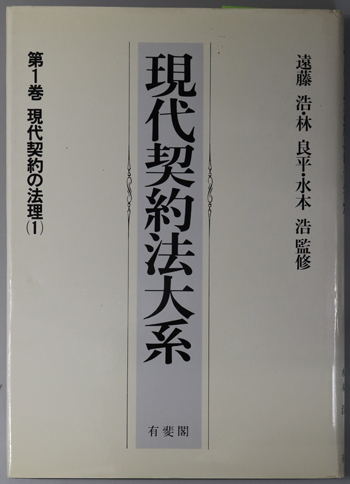 遠藤 浩・林 良平・水本 浩 監修
現代契約法大系
第1巻 現代契約の法理(1)
有斐閣